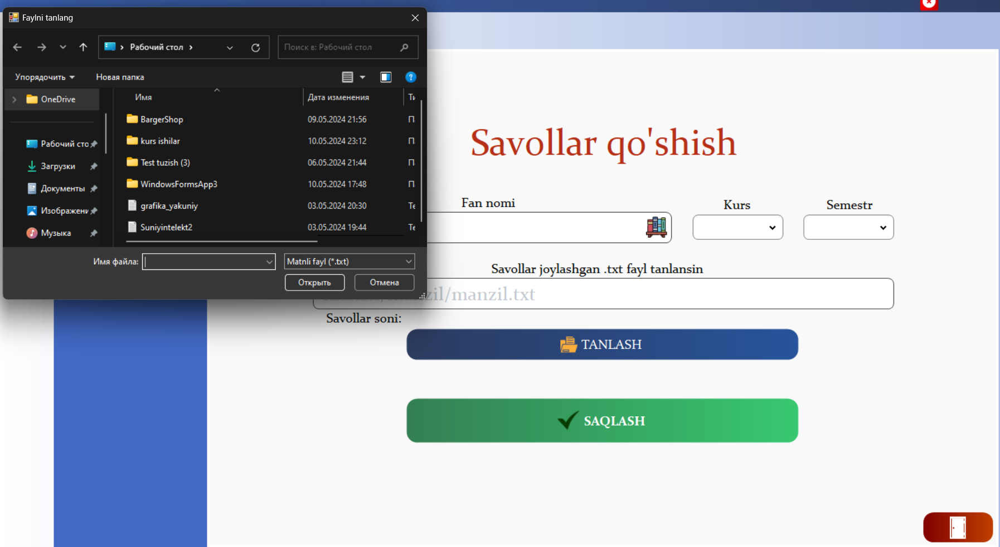 Faylni tanlang
Рабочий стол
Поиск в: Рабочий стол
Упорядочить
Новая папка
OneDrive
Рабочий сто
Загрузки
Документы
Изображени
Музыка
Имя
Дата изменения
BargerShop
09.05.2024 21:56
kurs ishilar
10.05.2024 23:12
Test tuzish (3)
06.05.2024 21:44
WindowsFormsApp3
10.05.2024 17:48
grafika_yakuniy
03.05.2024 20:30
Те
Suniyintelekt2
03.05.2024 19:44
Те
Имя файла:
Matnli fayl (*.txt)
Открыть
Отмена
Savollar qo'shish
Fan nomi
Kurs
Semestr
Savollar joylashgan .txt fayl tanlansin
zil/manzil.txt
Savollar soni:
TANLASH
SAQLASH